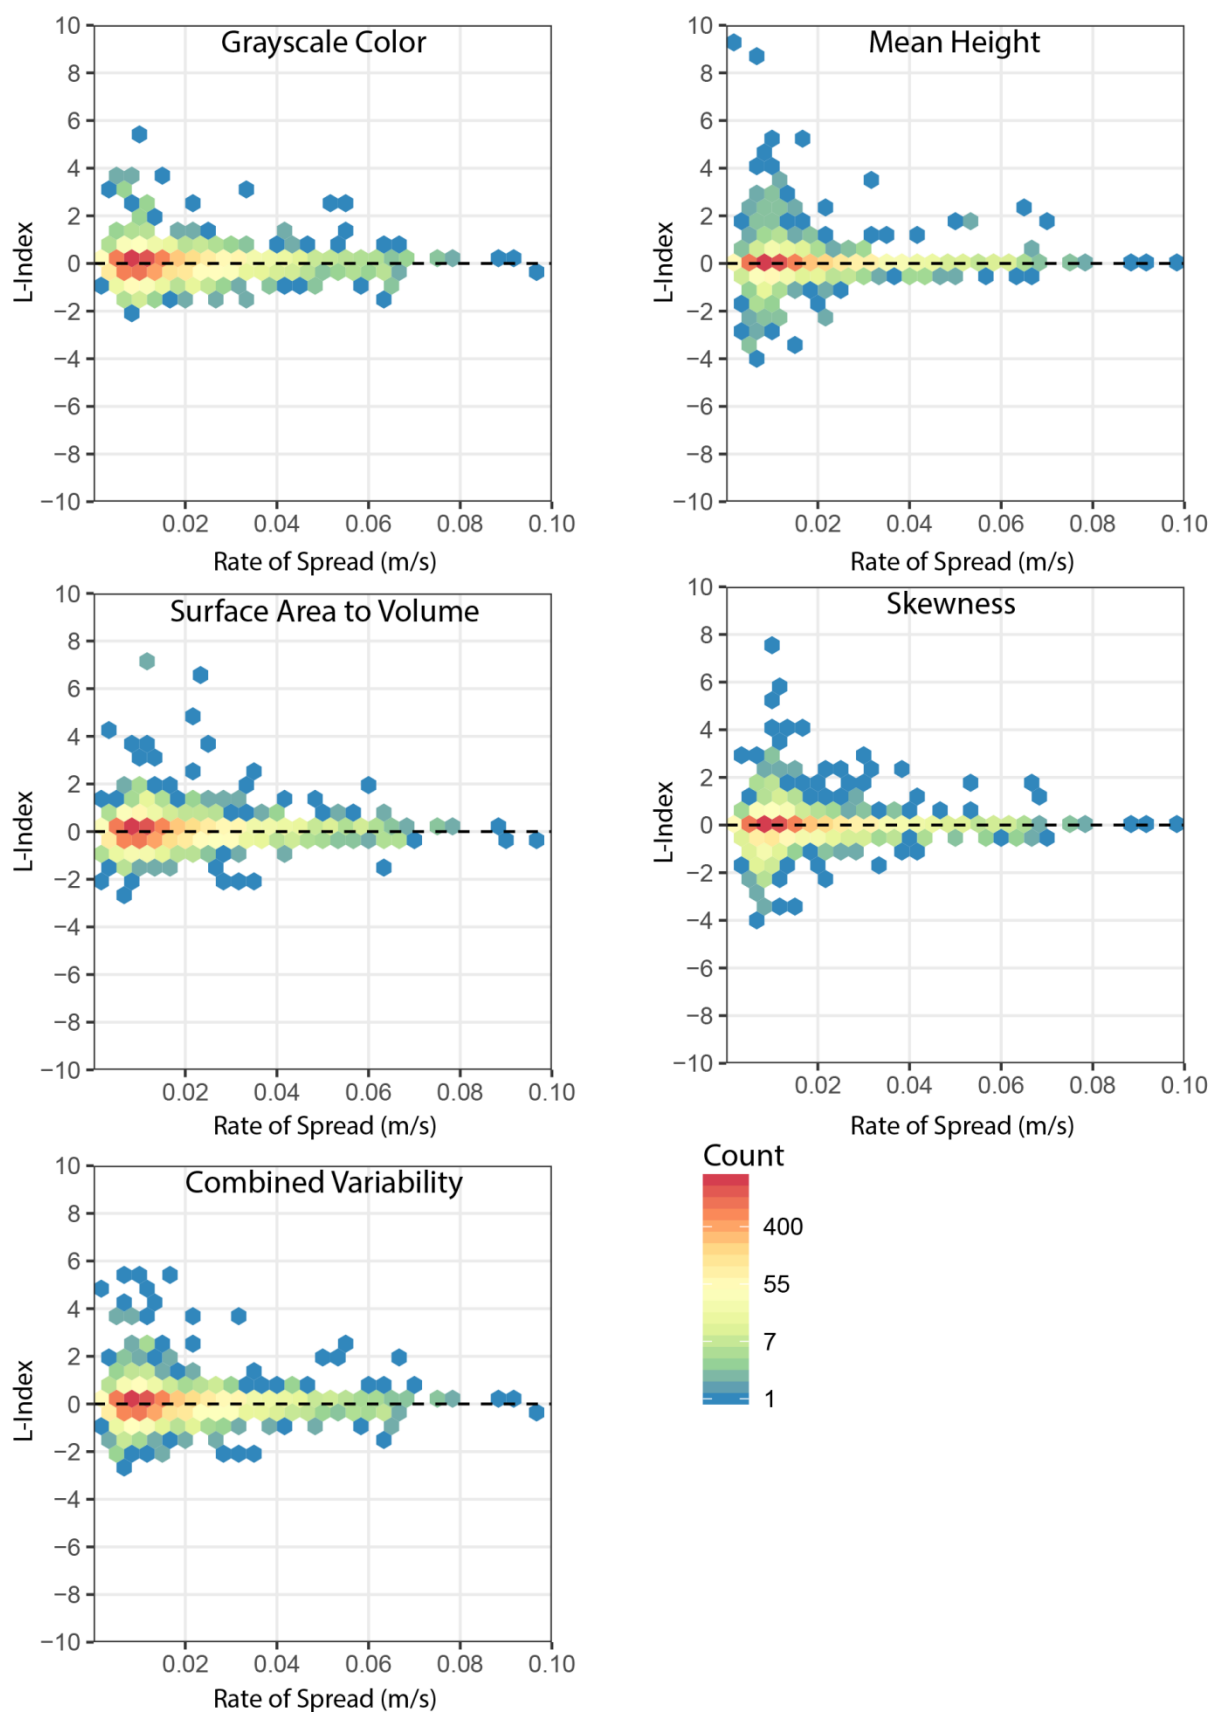 Grayscale Color
10
8
6
4
2
0
−2
−4
−6
−8
−10
L-Index
0.02 0.04 0.06 0.08 0.10
Rate of Spread (m/s)
Mean Height
10
8
6
4
2
0
−2
−4
−6
−8
−10
L-Index
0.02 0.04 0.06 0.08 0.10
Rate of Spread (m/s)
Surface Area to Volume
10
8
6
4
2
0
−2
−4
−6
−8
−10
L-Index
0.02 0.04 0.06 0.08 0.10
Rate of Spread (m/s)
Skewness
10
8
6
4
2
0
−2
−4
−6
−8
−10
L-Index
0.02 0.04 0.06 0.08 0.10
Rate of Spread (m/s)
Combined Variability
10
8
6
4
2
0
−2
−4
−6
−8
−10
L-Index
0.02 0.04 0.06 0.08 0.10
Rate of Spread (m/s)
Count
400
55
7
1